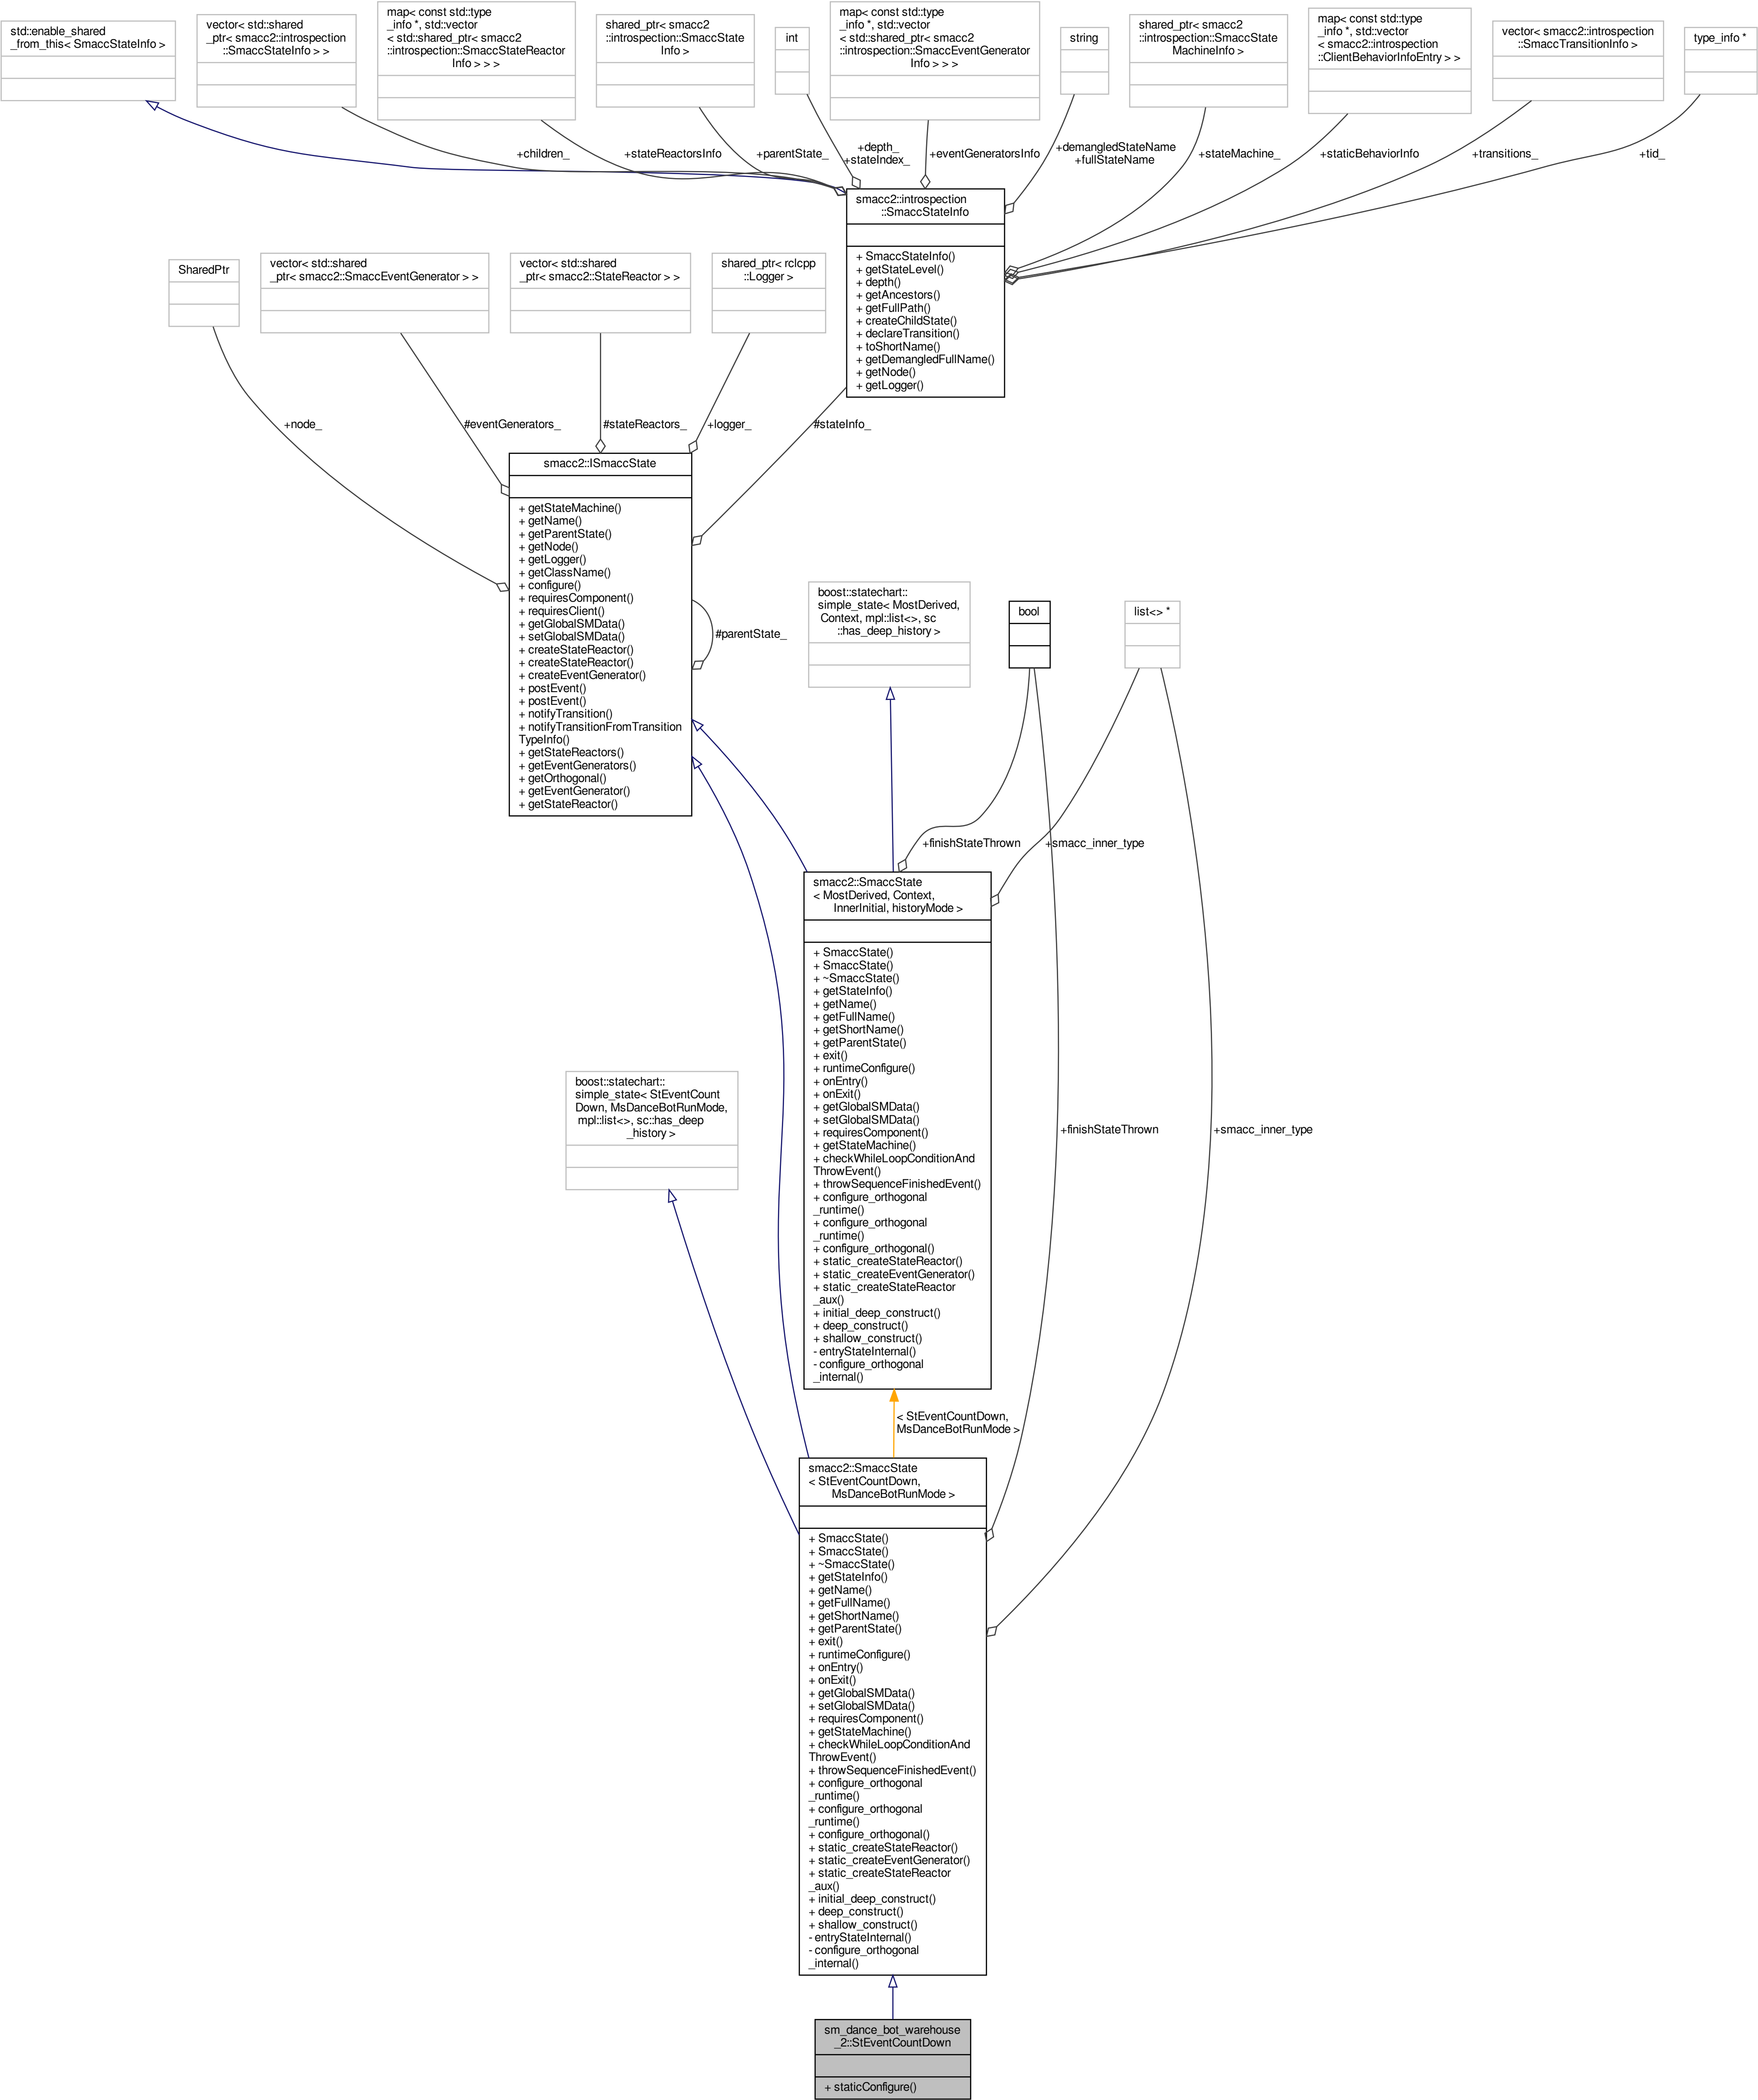 std::enable_shared
_from_this< SmaccStateInfo >
vector< std::shared
_ptr< smacc2::introspection
::SmaccStateInfo > >
map< const std::type
_info *, std::vector
< std::shared_ptr< smacc2
::introspection::SmaccStateReactor
Info > > >
shared_ptr< smacc2
::introspection::SmaccState
Info >
int
map< const std::type
_info *, std::vector
< std::shared_ptr< smacc2
::introspection::SmaccEventGenerator
Info > > >
string
shared_ptr< smacc2
::introspection::SmaccState
MachineInfo >
map< const std::type
_info *, std::vector
< smacc2::introspection
::ClientBehaviorInfoEntry > >
vector< smacc2::introspection
::SmaccTransitionInfo >
type_info *
+children_
+stateReactorsInfo
+parentState_
+depth_
+stateIndex_
+eventGeneratorsInfo
+demangledStateName
+fullStateName
+stateMachine_
+staticBehaviorInfo
+transitions_
+tid_
smacc2::introspection
::SmaccStateInfo
+ SmaccStateInfo()
+ getStateLevel()
+ depth()
+ getAncestors()
+ getFullPath()
+ createChildState()
+ declareTransition()
+ toShortName()
+ getDemangledFullName()
+ getNode()
+ getLogger()
SharedPtr
vector< std::shared
_ptr< smacc2::SmaccEventGenerator > >
vector< std::shared
_ptr< smacc2::StateReactor > >
shared_ptr< rclcpp
::Logger >
+node_
#eventGenerators_
#stateReactors_
+logger_
#stateInfo_
smacc2::ISmaccState
+ getStateMachine()
+ getName()
+ getParentState()
+ getNode()
+ getLogger()
+ getClassName()
+ configure()
+ requiresComponent()
+ requiresClient()
+ getGlobalSMData()
+ setGlobalSMData()
+ createStateReactor()
+ createStateReactor()
+ createEventGenerator()
+ postEvent()
+ postEvent()
+ notifyTransition()
+ notifyTransitionFromTransition
TypeInfo()
+ getStateReactors()
+ getEventGenerators()
+ getOrthogonal()
+ getEventGenerator()
+ getStateReactor()
#parentState_
boost::statechart::
simple_state< MostDerived,
Context, mpl::list<>, sc
::has_deep_history >
bool
list<> *
+finishStateThrown
+smacc_inner_type
smacc2::SmaccState
< MostDerived, Context,
InnerInitial, historyMode >
+ SmaccState()
+ SmaccState()
+ ~SmaccState()
+ getStateInfo()
+ getName()
+ getFullName()
+ getShortName()
+ getParentState()
+ exit()
+ runtimeConfigure()
+ onEntry()
+ onExit()
+ getGlobalSMData()
+ setGlobalSMData()
+ requiresComponent()
+ getStateMachine()
+ checkWhileLoopConditionAnd
ThrowEvent()
+ throwSequenceFinishedEvent()
+ configure_orthogonal
_runtime()
+ configure_orthogonal
_runtime()
+ configure_orthogonal()
+ static_createStateReactor()
+ static_createEventGenerator()
+ static_createStateReactor
_aux()
+ initial_deep_construct()
+ deep_construct()
+ shallow_construct()
- entryStateInternal()
- configure_orthogonal
_internal()
boost::statechart::
simple_state< StEventCount
Down, MsDanceBotRunMode,
mpl::list<>, sc::has_deep
_history >
+finishStateThrown
+smacc_inner_type
< StEventCountDown,
MsDanceBotRunMode >
smacc2::SmaccState
< StEventCountDown,
MsDanceBotRunMode >
+ SmaccState()
+ SmaccState()
+ ~SmaccState()
+ getStateInfo()
+ getName()
+ getFullName()
+ getShortName()
+ getParentState()
+ exit()
+ runtimeConfigure()
+ onEntry()
+ onExit()
+ getGlobalSMData()
+ setGlobalSMData()
+ requiresComponent()
+ getStateMachine()
+ checkWhileLoopConditionAnd
ThrowEvent()
+ throwSequenceFinishedEvent()
+ configure_orthogonal
_runtime()
+ configure_orthogonal
_runtime()
+ configure_orthogonal()
+ static_createStateReactor()
+ static_createEventGenerator()
+ static_createStateReactor
_aux()
+ initial_deep_construct()
+ deep_construct()
+ shallow_construct()
- entryStateInternal()
- configure_orthogonal
_internal()
sm_dance_bot_warehouse
_2::StEventCountDown
+ staticConfigure()